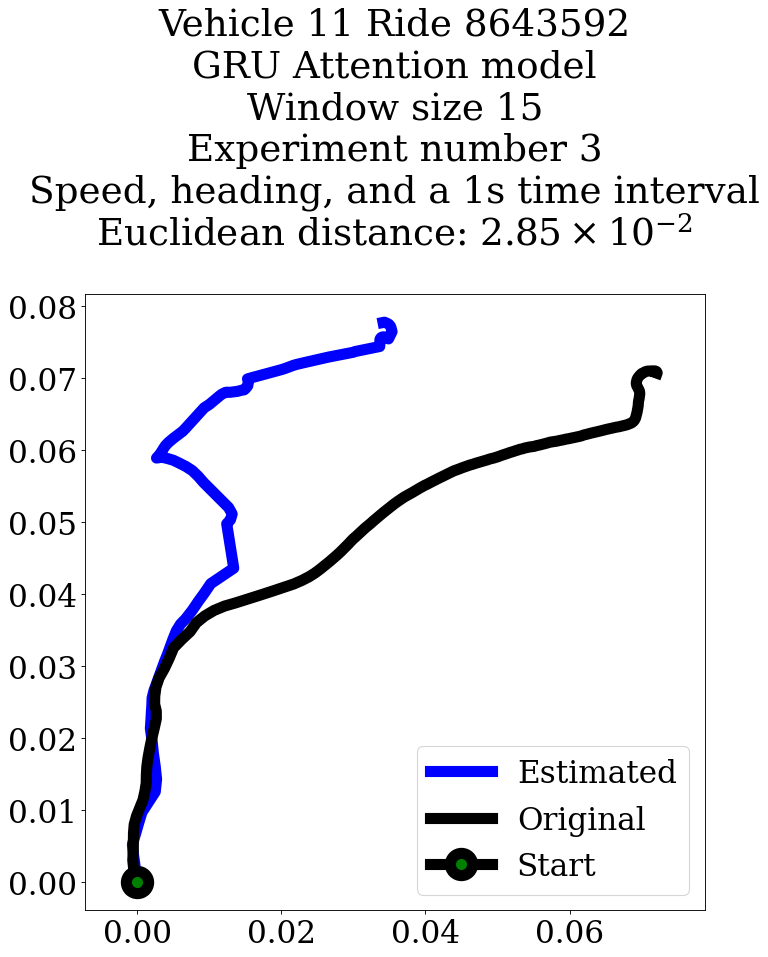 Vehicle 11 Ride 8643592
GRU Attention model
Window size 15
Experiment number 3
Speed, heading, and a 1s time interval
Euclidean distance: 2.85 × 10⁻²
0.08
0.07
0.06
0.05
0.04
0.03
0.02
0.01
0.00
Estimated
Original
Start
0.00 0.02 0.04 0.06